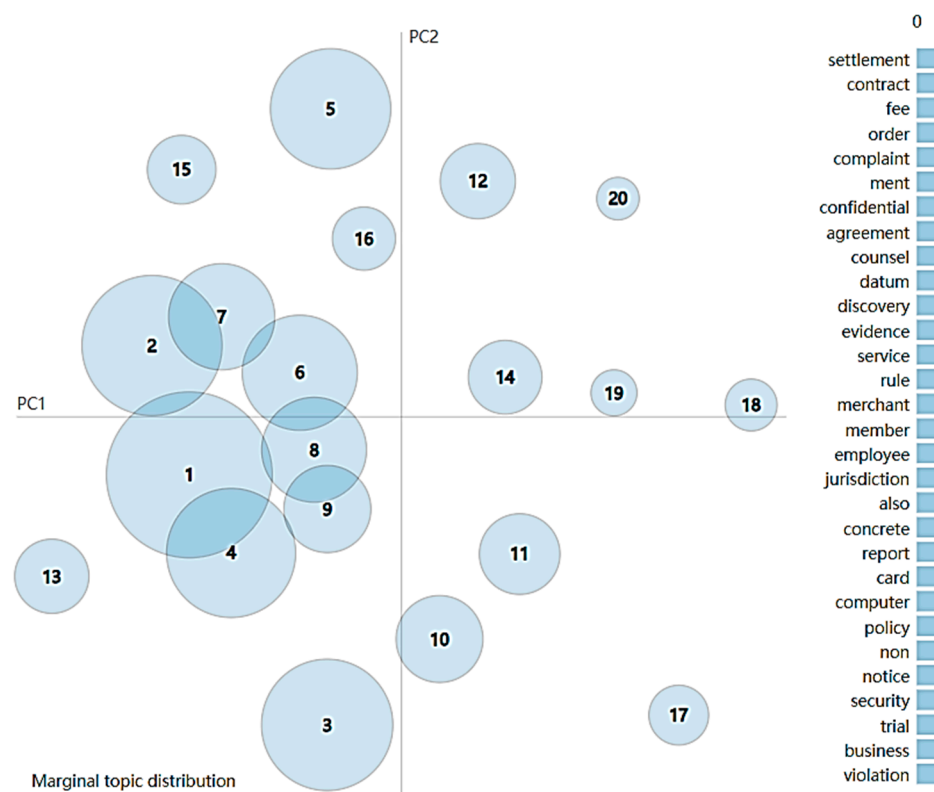 0
PC2
settlement
contract
fee
order
complaint
ment
confidential
agreement
counsel
datum
discovery
evidence
service
rule
merchant
member
employee
jurisdiction
also
concrete
report
card
computer
policy
non
notice
security
trial
business
violation
5
15
12
20
16
7
2
6
14
19
18
PC1
8
1
9
4
11
13
10
17
3
Marginal topic distribution